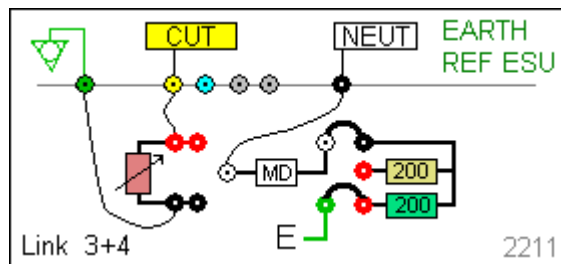 CUT
NEUT
EARTH
REF ESU
MD
200
200
E
Link 3+4
2211